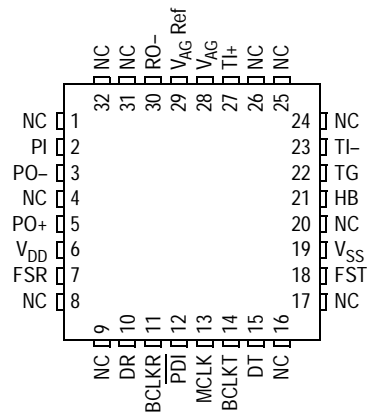 NC
NC
RO–
VAG Ref
VAG
TI+
NC
NC
32
31
30
29
28
27
26
25
NC 1
PI 2
PO– 3
NC 4
PO+ 5
VDD 6
FSR 7
NC 8
24 NC
23 TI–
22 TG
21 HB
20 NC
19 VSS
18 FST
17 NC
9
10
11
12
13
14
15
16
NC
DR
BCLKR
PDI
MCLK
BCLKT
DT
NC